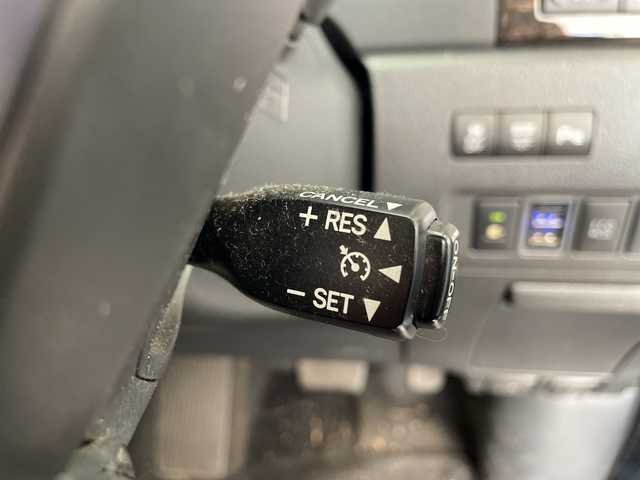 CANCEL
+ RES
- SET
ON·OFF